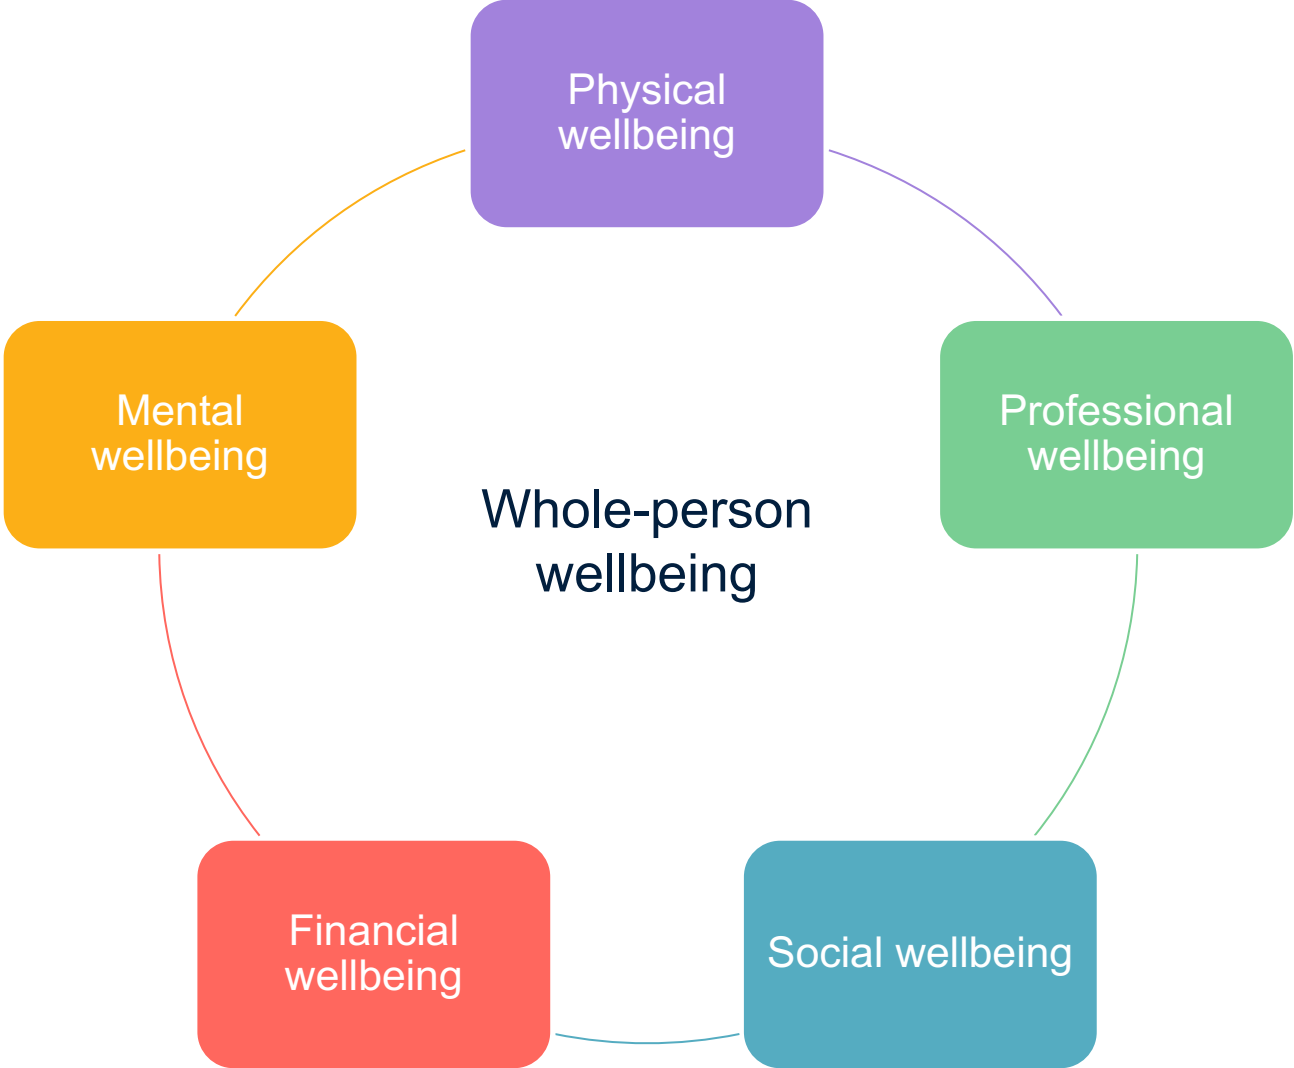 Physical
wellbeing
Mental
wellbeing
Professional
wellbeing
Whole-person
wellbeing
Financial
wellbeing
Social wellbeing